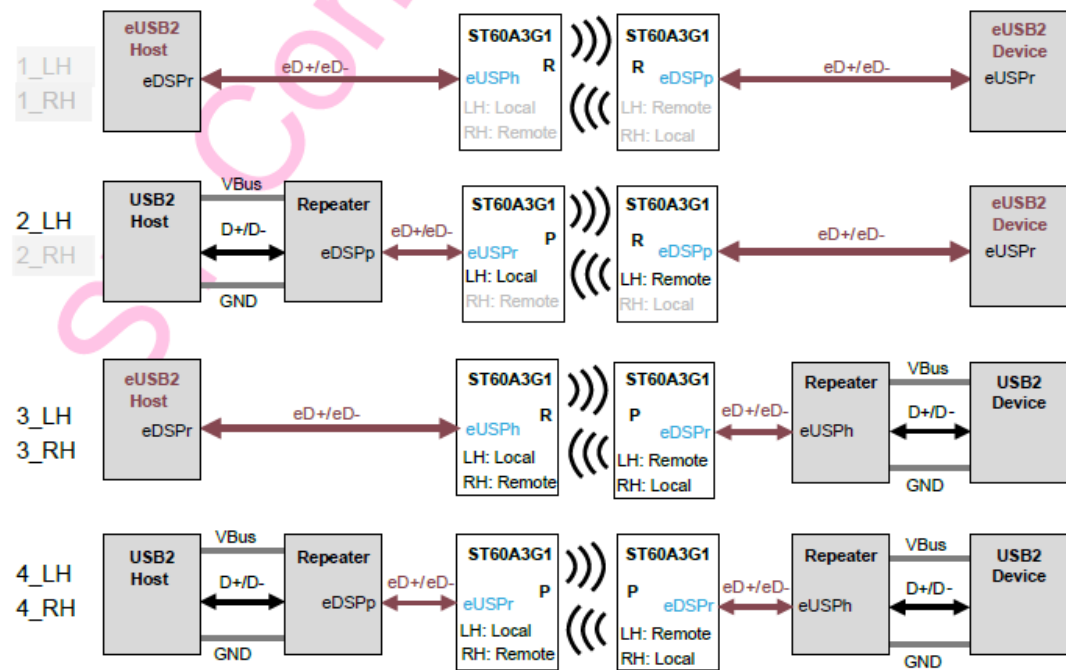 eUSB2 Host
eDSPr
1_LH
1_RH
eD+/eD-
ST60A3G1
R
eUSPh
LH: Local
RH: Remote
ST60A3G1
R
eDSPp
LH: Remote
RH: Local
eD+/eD-
eUSB2 Device
eUSPr
2_LH
2_RH
USB2 Host
VBus
D+/D-
GND
Repeater
eDSPp
eD+/eD-
ST60A3G1
P
eUSPr
LH: Local
RH: Remote
ST60A3G1
R
eDSPp
LH: Remote
RH: Local
eD+/eD-
eUSB2 Device
eUSPr
3_LH
3_RH
eUSB2 Host
eDSPr
eD+/eD-
ST60A3G1
R
eUSPh
LH: Local
RH: Remote
ST60A3G1
P
eDSPr
LH: Remote
RH: Local
eD+/eD-
Repeater
eUSPh
VBus
D+/D-
GND
USB2 Device
4_LH
4_RH
USB2 Host
VBus
D+/D-
GND
Repeater
eDSPp
eD+/eD-
ST60A3G1
P
eUSPr
LH: Local
RH: Remote
ST60A3G1
P
eDSPr
LH: Remote
RH: Local
eD+/eD-
Repeater
eUSPh
VBus
D+/D-
GND
USB2 Device